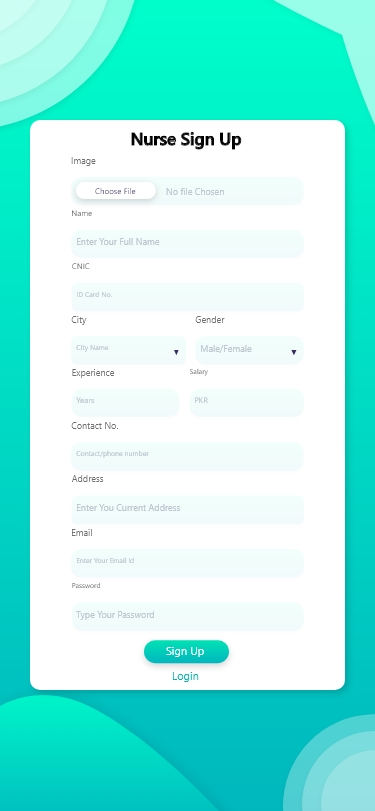 Nurse Sign Up
Image
Choose File No file Chosen
Name
Enter Your Full Name
CNIC
ID Card No.
City Gender
City Name Male/Female
Experience Salary
Years PKR
Contact No.
Contact/phone number
Address
Enter You Current Address
Email
Enter Your Email Id
Password
Type Your Password
Sign Up
Login